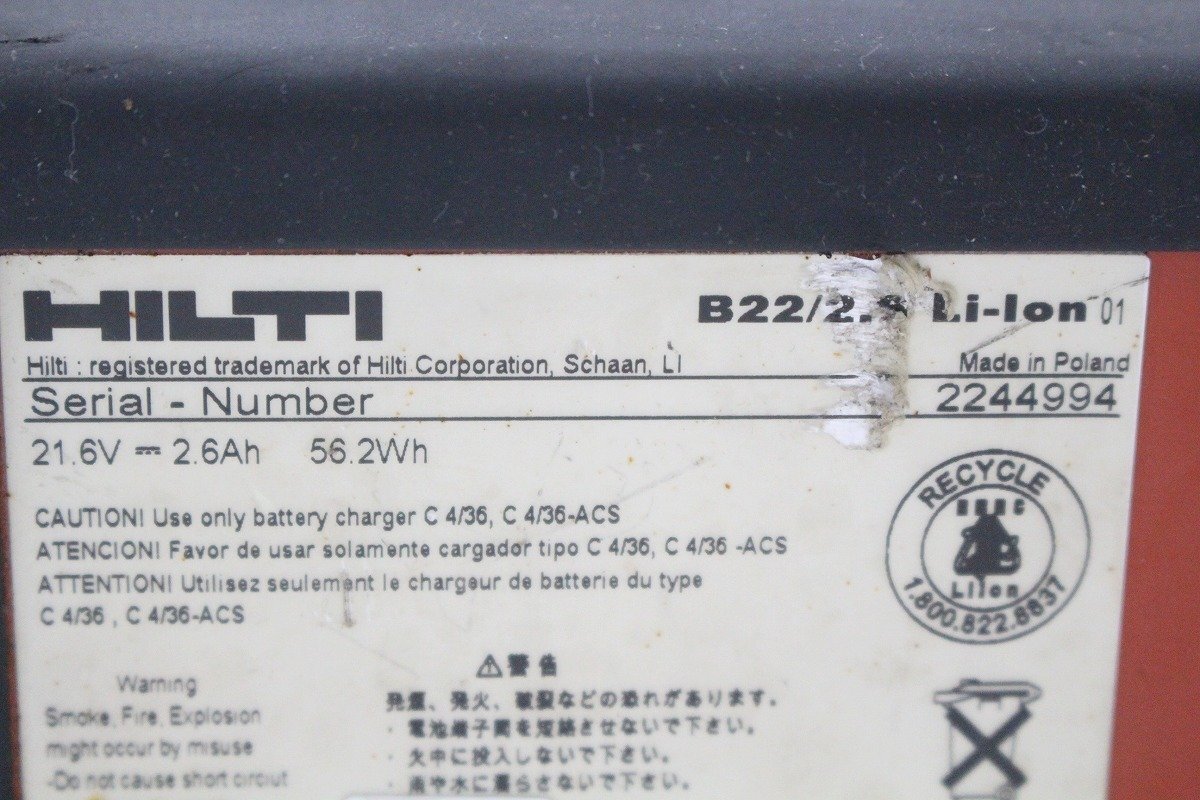 HILTI
B22/2. Li-Ion 01
Hilti : registered trademark of Hilti Corporation, Schaan, LI
Made in Poland
Serial - Number 2244994
21.6V ⎓ 2.6Ah 56.2Wh
CAUTION! Use only battery charger C 4/36, C 4/36-ACS
ATENCION! Favor de usar solamente cargador tipo C 4/36, C 4/36 -ACS
ATTENTION! Utilisez seulement le chargeur de batterie du type
C 4/36 , C 4/36-ACS
RECYCLE
RBRC
Li Ion
1.800.822.8837
Warning
Smoke, Fire, Explosion
might occur by misuse
-Do not cause short circiut
⚠警告
発煙、発火、破裂などの恐れがあります。
・電池端子間を短絡させないで下さい。
・火中に投入しないで下さい。
・雨や水に濡らさないで下さい。